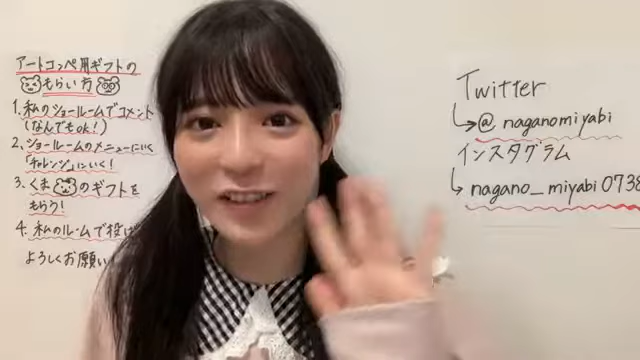 アートコンペ用ギフトの
もらい方
1. 私のショールームでコメント
(なんでもok!)
2. ショールームのメニューにいく
「チャレンジ」にいく!
3. くまのギフトを
もらう!
4. 私のルームで投げ
よろしくお願い
Twitter
@naganomiyabi
インスタグラム
nagano_miyabi0738